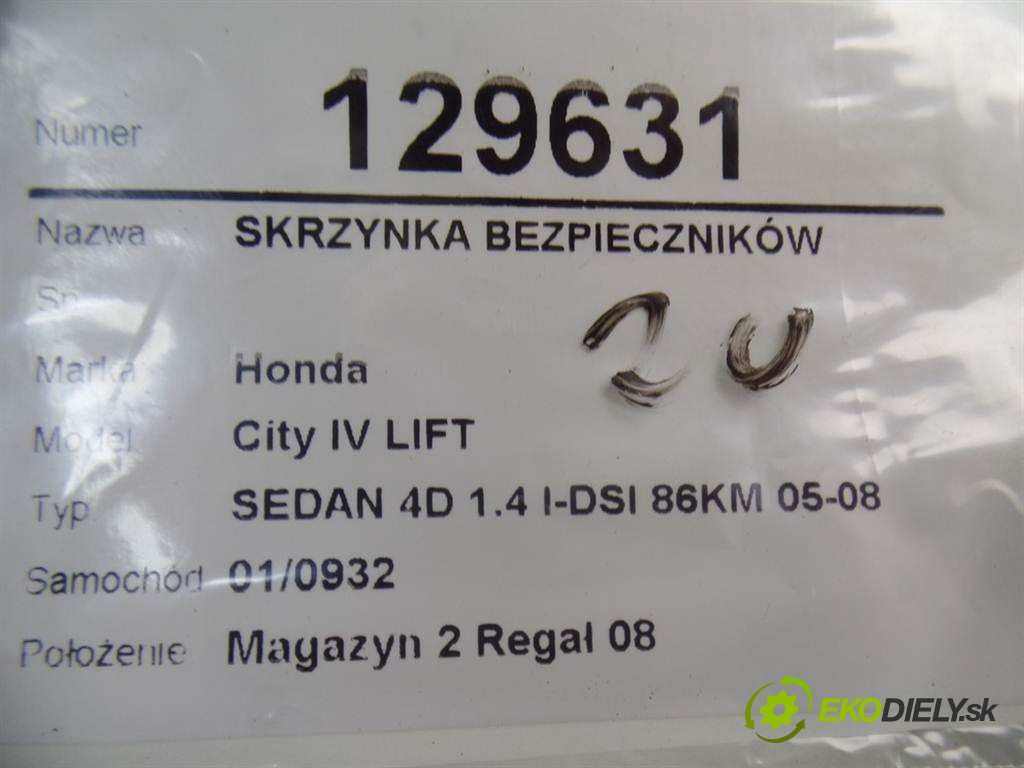 Numer 129631
Nazwa SKRZYNKA BEZPIECZNIKÓW
20
Marka Honda
Model City IV LIFT
Typ SEDAN 4D 1.4 I-DSI 86KM 05-08
Samochód 01/0932
Położenie Magazyn 2 Regał 08
EKODIELY.sk